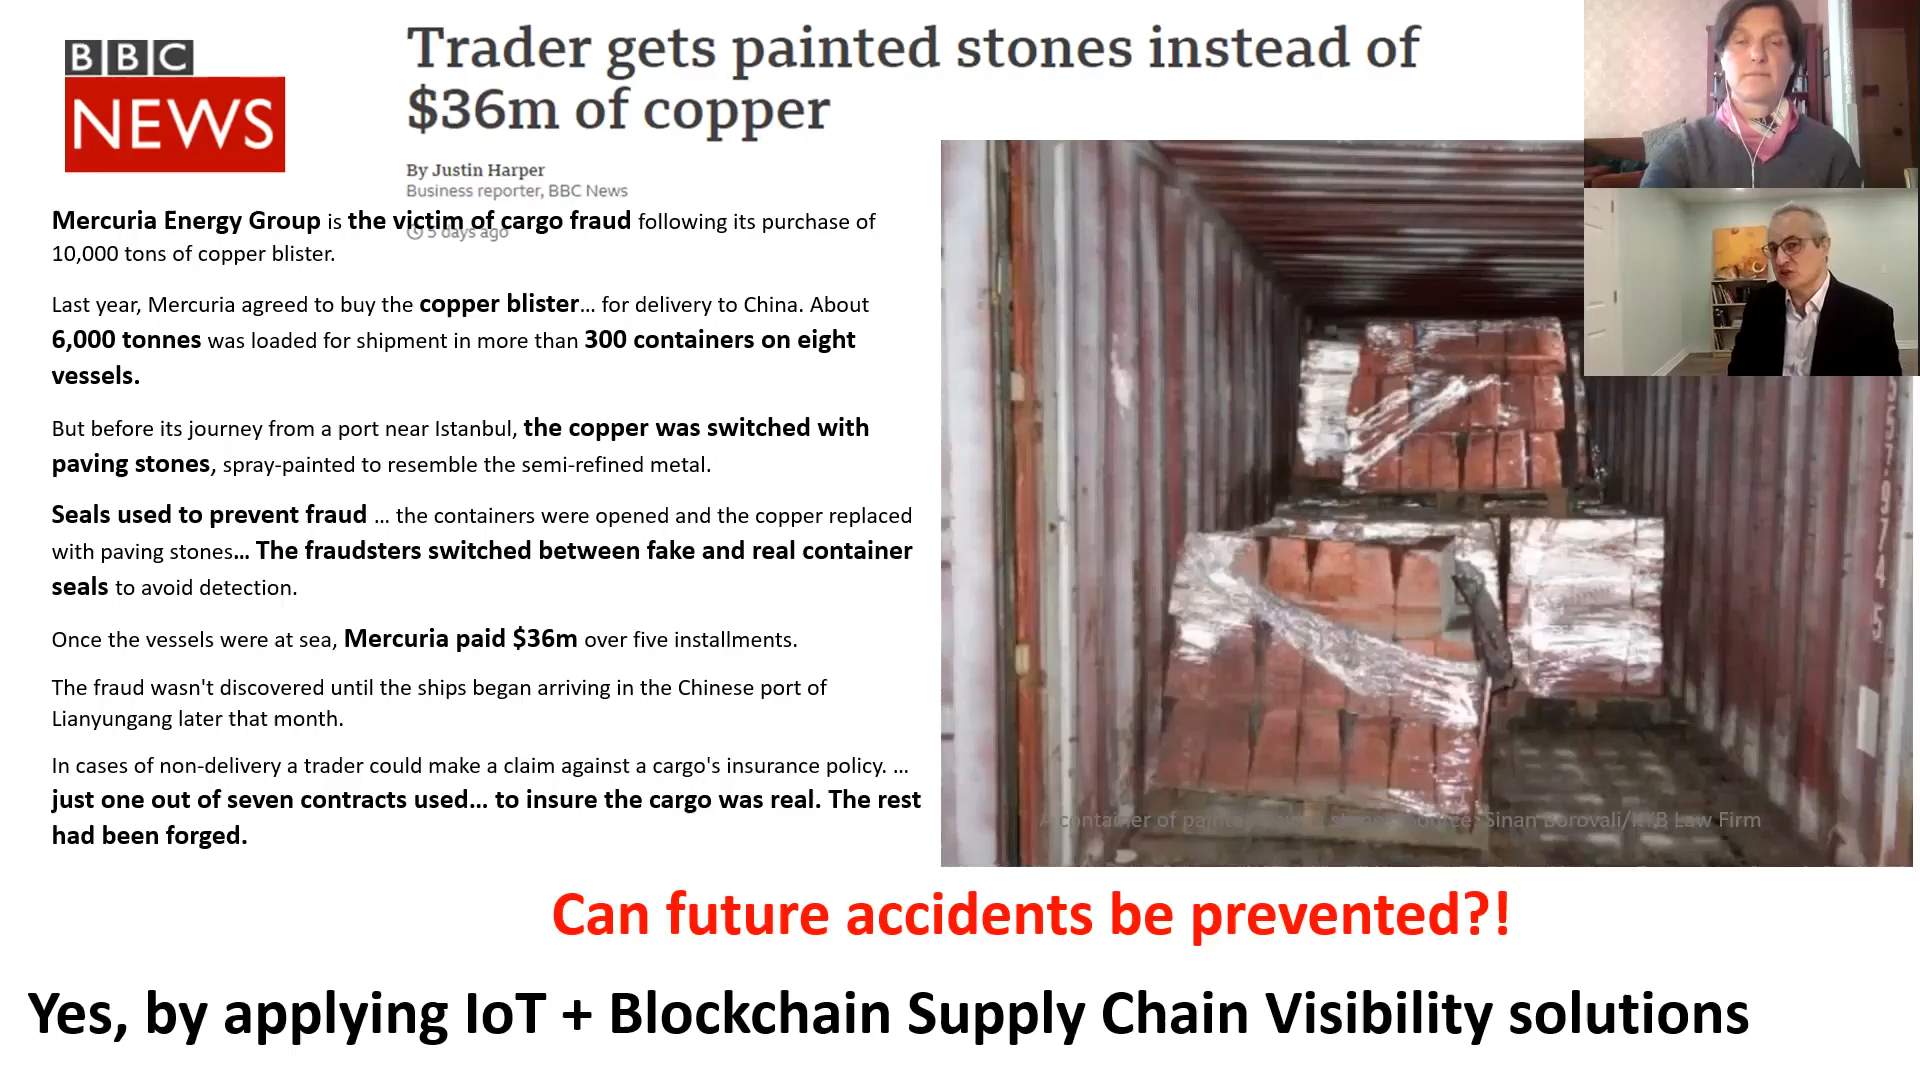 BBC
NEWS
Trader gets painted stones instead of
$36m of copper
By Justin Harper
Business reporter, BBC News
5 days ago
Mercuria Energy Group is the victim of cargo fraud following its purchase of
10,000 tons of copper blister.
Last year, Mercuria agreed to buy the copper blister… for delivery to China. About
6,000 tonnes was loaded for shipment in more than 300 containers on eight
vessels.
But before its journey from a port near Istanbul, the copper was switched with
paving stones, spray-painted to resemble the semi-refined metal.
Seals used to prevent fraud … the containers were opened and the copper replaced
with paving stones… The fraudsters switched between fake and real container
seals to avoid detection.
Once the vessels were at sea, Mercuria paid $36m over five installments.
The fraud wasn't discovered until the ships began arriving in the Chinese port of
Lianyungang later that month.
In cases of non-delivery a trader could make a claim against a cargo's insurance policy. …
just one out of seven contracts used… to insure the cargo was real. The rest
had been forged.
A container of Sinan Borovali/KYB Law Firm
Can future accidents be prevented?!
Yes, by applying IoT + Blockchain Supply Chain Visibility solutions